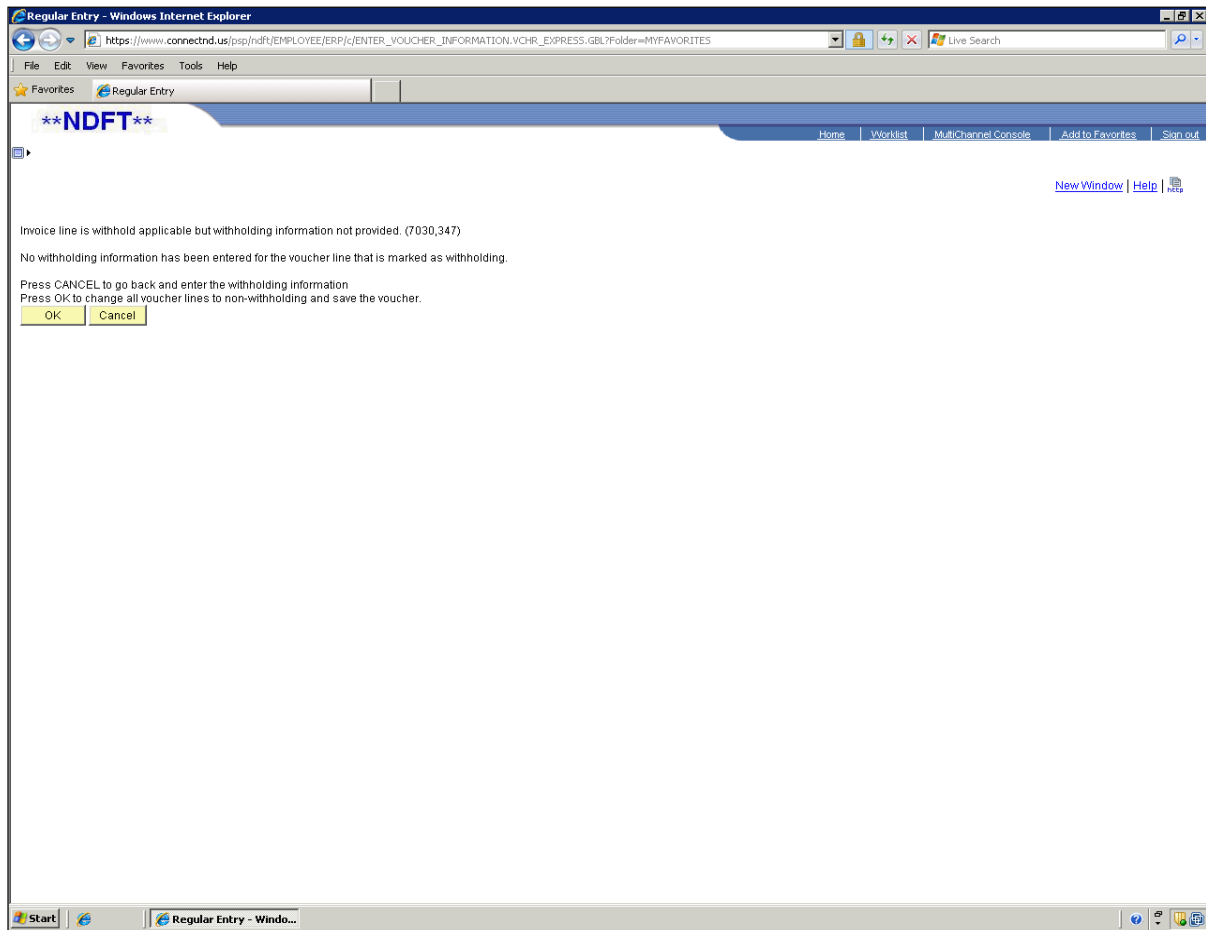 Regular Entry - Windows Internet Explorer
https://www.connectnd.us/psp/ndft/EMPLOYEE/ERP/c/ENTER_VOUCHER_INFORMATION.VCHR_EXPRESS.GBL?Folder=MYFAVORITES
Live Search
File Edit View Favorites Tools Help
Favorites Regular Entry
**NDFT**
Home Worklist MultiChannel Console Add to Favorites Sign out
New Window | Help | http
Invoice line is withhold applicable but withholding information not provided. (7030,347)
No withholding information has been entered for the voucher line that is marked as withholding.
Press CANCEL to go back and enter the withholding information
Press OK to change all voucher lines to non-withholding and save the voucher.
OK Cancel
Start Regular Entry - Windo...